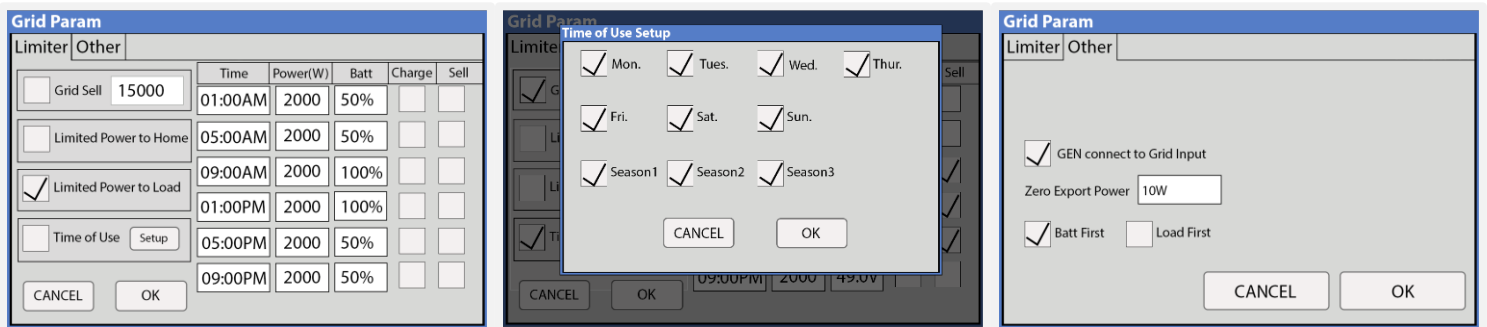 Grid Param
Limiter Other
Time Power(W) Batt Charge Sell
Grid Sell 15000
01:00AM 2000 50%
Limited Power to Home 05:00AM 2000 50%
09:00AM 2000 100%
Limited Power to Load
01:00PM 2000 100%
Time of Use Setup
05:00PM 2000 50%
09:00PM 2000 50%
CANCEL OK
Grid Param
Time of Use Setup
Limite
Sell
Mon. Tues. Wed. Thur.
G
Fri. Sat. Sun.
Li
Season1 Season2 Season3
Li
CANCEL OK
Ti
09:00PM 2000 49.0V
CANCEL OK
Grid Param
Limiter Other
GEN connect to Grid Input
Zero Export Power 10W
Batt First Load First
CANCEL OK